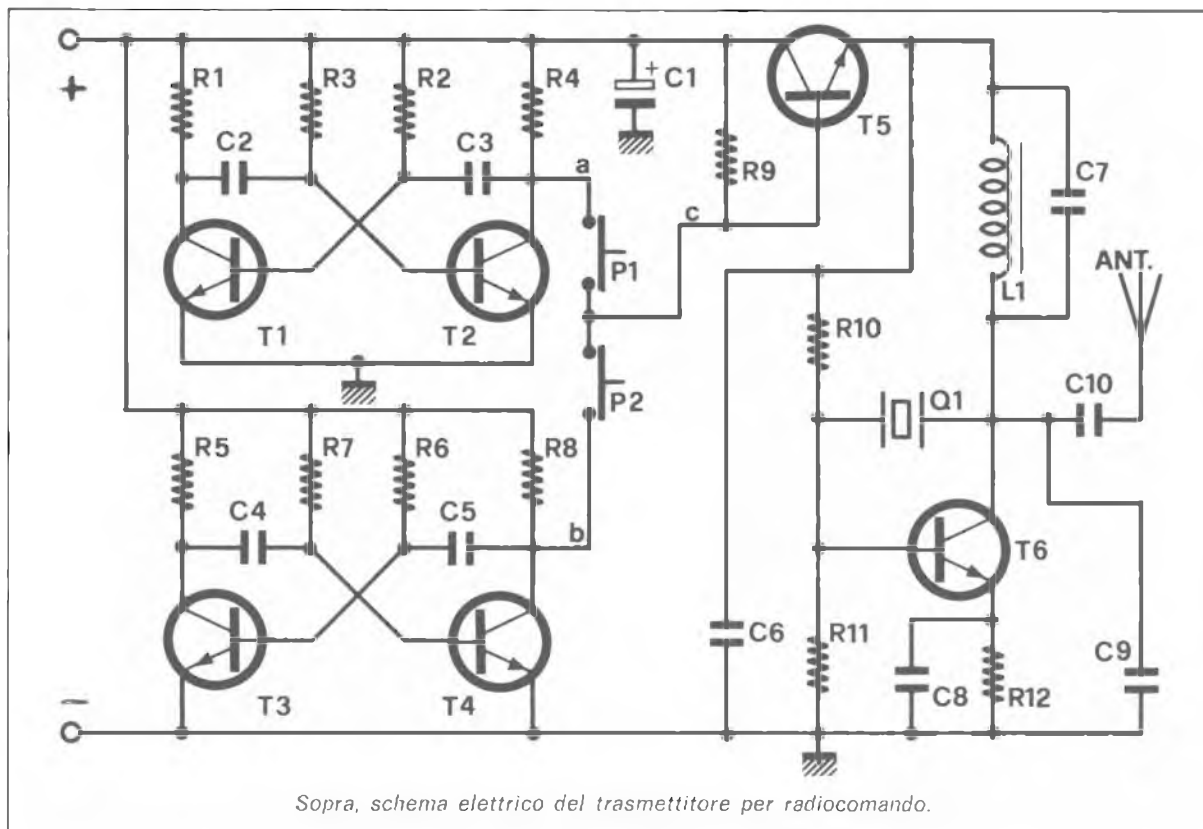 +
R1 R3 R2 R4
+
C1
T5
C2 C3
a
R9
c
C7
L1
ANT.
P1
T1 T2
R10
P2
Q1
C10
R5 R7 R6 R8
C4 C5
b
T6
C6
R11
C8
R12
C9
T3 T4
−
Sopra, schema elettrico del trasmettitore per radiocomando.